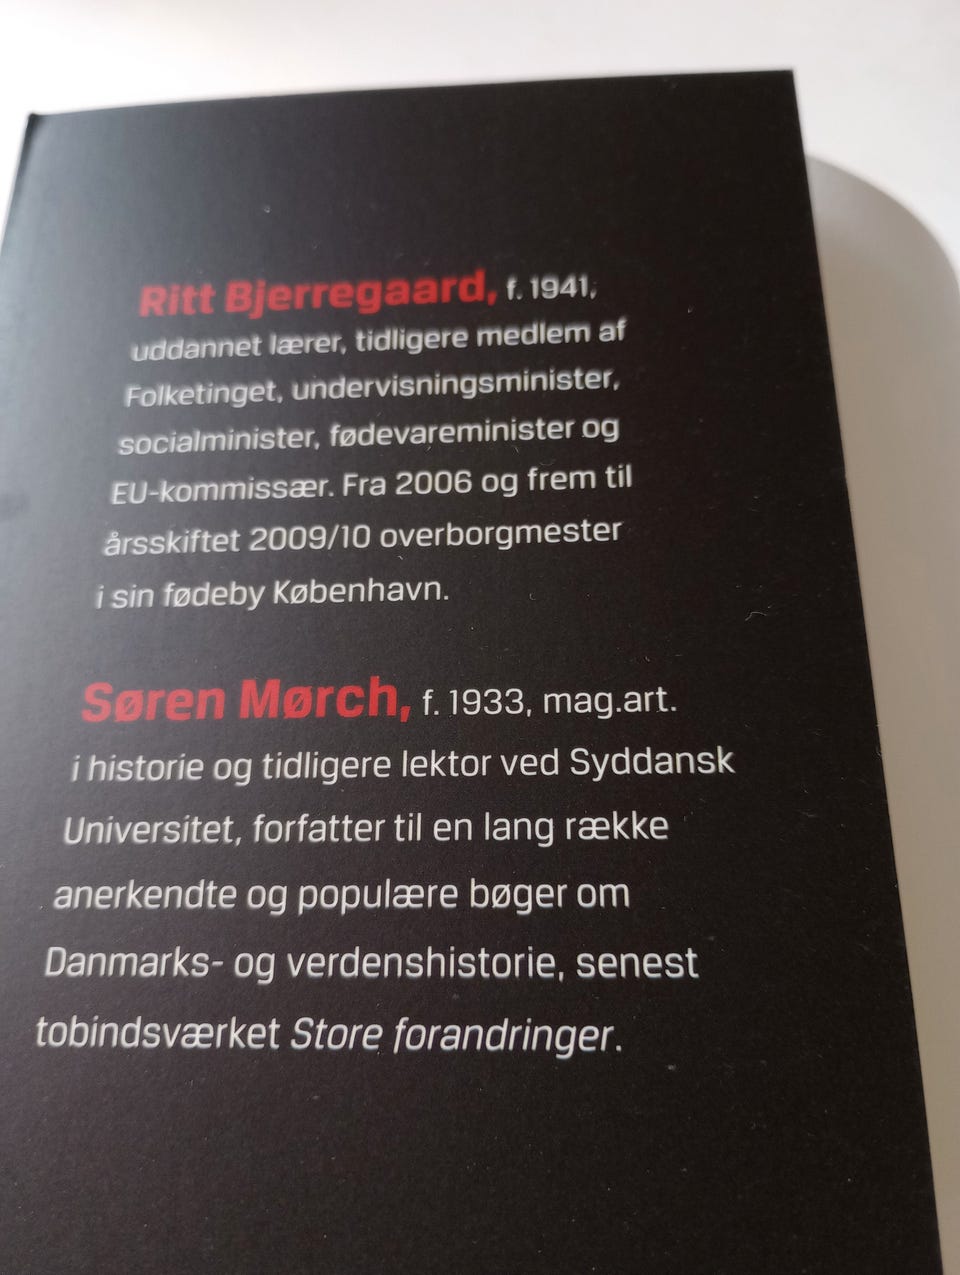 Ritt Bjerregaard, f. 1941,
uddannet lærer, tidligere medlem af
Folketinget, undervisningsminister,
socialminister, fødevareminister og
EU-kommissær. Fra 2006 og frem til
årsskiftet 2009/10 overborgmester
i sin fødeby København.
Søren Mørch, f. 1933, mag.art.
i historie og tidligere lektor ved Syddansk
Universitet, forfatter til en lang række
anerkendte og populære bøger om
Danmarks- og verdenshistorie, senest
tobindsværket Store forandringer.